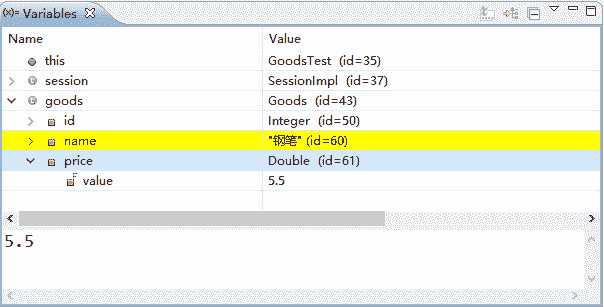 (x)= Variables
Name Value
this GoodsTest (id=35)
session SessionImpl (id=37)
goods Goods (id=43)
id Integer (id=50)
name "钢笔" (id=60)
price Double (id=61)
value 5.5
5.5